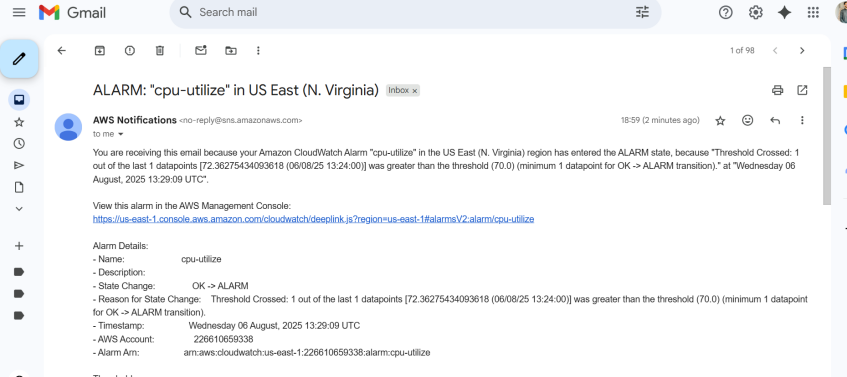 Gmail
Search mail
1 of 98
ALARM: "cpu-utilize" in US East (N. Virginia)
Inbox ×
AWS Notifications <no-reply@sns.amazonaws.com>
18:59 (2 minutes ago)
to me
You are receiving this email because your Amazon CloudWatch Alarm "cpu-utilize" in the US East (N. Virginia) region has entered the ALARM state, because "Threshold Crossed: 1
out of the last 1 datapoints [72.36275434093618 (06/08/25 13:24:00)] was greater than the threshold (70.0) (minimum 1 datapoint for OK -> ALARM transition)." at "Wednesday 06
August, 2025 13:29:09 UTC".
View this alarm in the AWS Management Console:
https://us-east-1.console.aws.amazon.com/cloudwatch/deeplink.js?region=us-east-1#alarmsV2:alarm/cpu-utilize
Alarm Details:
- Name: cpu-utilize
- Description:
- State Change: OK -> ALARM
- Reason for State Change: Threshold Crossed: 1 out of the last 1 datapoints [72.36275434093618 (06/08/25 13:24:00)] was greater than the threshold (70.0) (minimum 1 datapoint
for OK -> ALARM transition).
- Timestamp: Wednesday 06 August, 2025 13:29:09 UTC
- AWS Account: 226610659338
- Alarm Arn: arn:aws:cloudwatch:us-east-1:226610659338:alarm:cpu-utilize